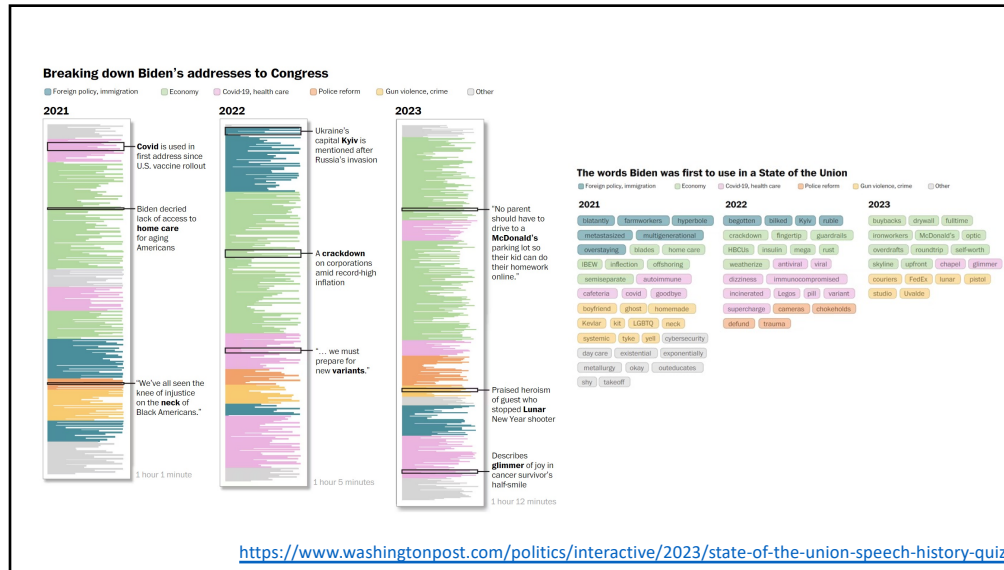 Breaking down Biden's addresses to Congress
Foreign policy, immigration Economy Covid-19, health care Police reform Gun violence, crime Other
2021
Covid is used in
first address since
U.S. vaccine rollout
Biden decried
lack of access to
home care
for aging
Americans
"We've all seen the
knee of injustice
on the neck of
Black Americans."
1 hour 1 minute
2022
Ukraine's
capital Kyiv is
mentioned after
Russia's invasion
A crackdown
on corporations
amid record-high
inflation
"... we must
prepare for
new variants."
1 hour 5 minutes
2023
"No parent
should have to
drive to a
McDonald's
parking lot so
their kid can do
their homework
online."
Praised heroism
of guest who
stopped Lunar
New Year shooter
Describes
glimmer of joy in
cancer survivor's
half-smile
1 hour 12 minutes
The words Biden was first to use in a State of the Union
Foreign policy, immigration Economy Covid-19, health care Police reform Gun violence, crime Other
2021
blatantly farmworkers hyperbole
metastasized multigenerational
overstaying blades home care
IBEW inflection offshoring
semiseparate autoimmune
cafeteria covid goodbye
boyfriend ghost homemade
Kevlar kit LGBTQ neck
systemic tyke yell cybersecurity
day care existential exponentially
metallurgy okay outeducates
shy takeoff
2022
begotten bilked Kyiv ruble
crackdown fingertip guardrails
HBCUs insulin mega rust
weatherize antiviral viral
dizziness immunocompromised
incinerated Legos pill variant
supercharge cameras chokeholds
defund trauma
2023
buybacks drywall fulltime
ironworkers McDonald's optic
overdrafts roundtrip self-worth
skyline upfront chapel glimmer
couriers FedEx lunar pistol
studio Uvalde
https://www.washingtonpost.com/politics/interactive/2023/state-of-the-union-speech-history-quiz